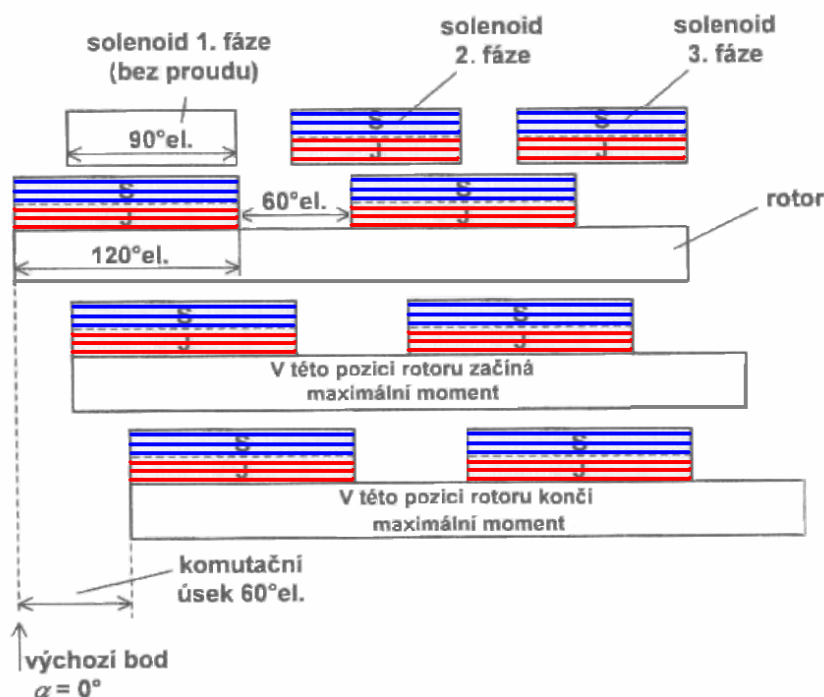 solenoid 1. fáze
(bez proudu)
solenoid
2. fáze
solenoid
3. fáze
90°el.
S
J
S
J
S
J
60°el.
S
J
rotor
120°el.
S
J
S
J
V této pozici rotoru začíná
maximální moment
S
J
S
J
V této pozici rotoru konči
maximální moment
komutační
úsek 60°el.
výchozí bod
α = 0°